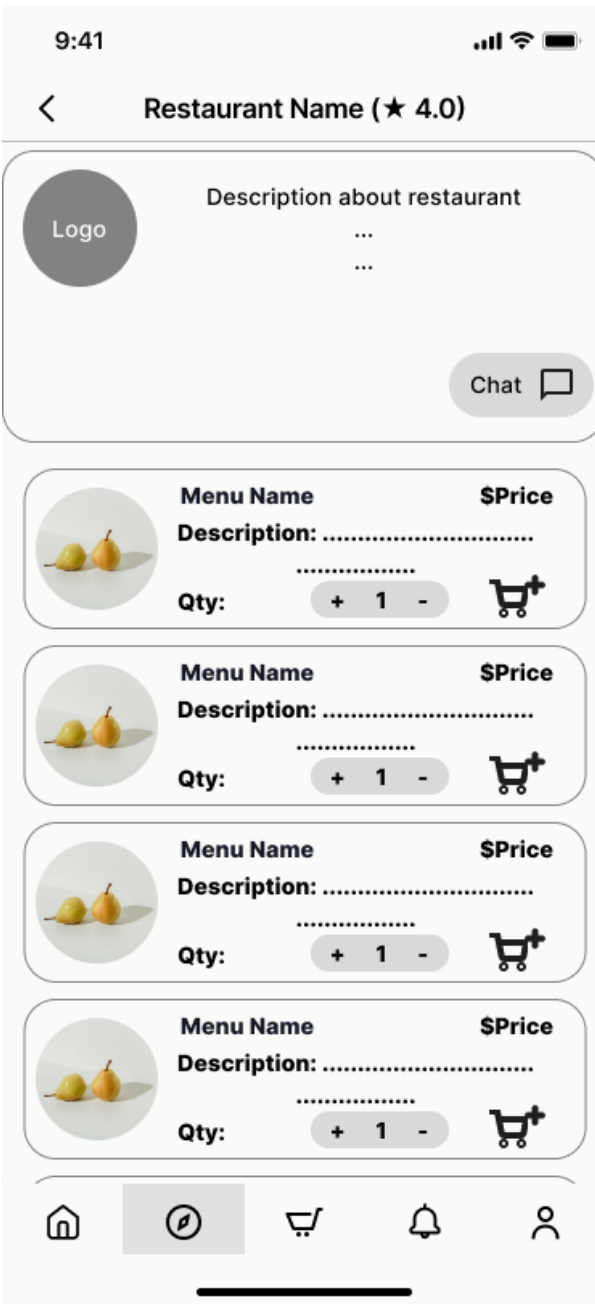 9:41
Restaurant Name (★ 4.0)
Logo
Description about restaurant
...
...
Chat
Menu Name $Price
Description: ..............................
.................
Qty: + 1 -
Menu Name $Price
Description: ..............................
.................
Qty: + 1 -
Menu Name $Price
Description: ..............................
.................
Qty: + 1 -
Menu Name $Price
Description: ..............................
.................
Qty: + 1 -